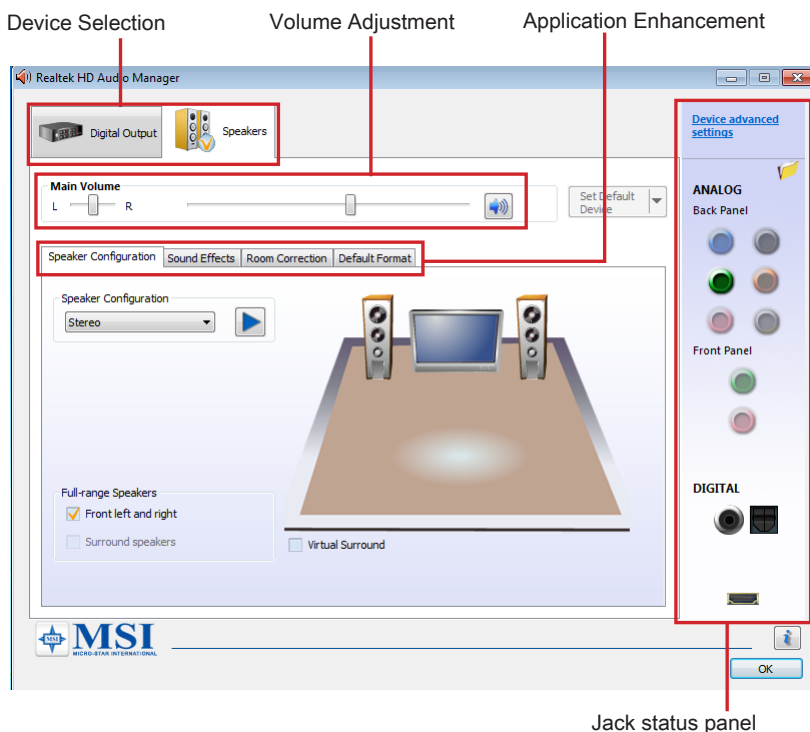 Device Selection
Volume Adjustment
Application Enhancement
Realtek HD Audio Manager
Digital Output
Speakers
Device advanced
settings
Main Volume
L
R
Set Default
Device
ANALOG
Back Panel
Speaker Configuration
Sound Effects
Room Correction
Default Format
Speaker Configuration
Stereo
Front Panel
Full-range Speakers
Front left and right
Surround speakers
Virtual Surround
DIGITAL
MSI
MSI
MICRO-STAR INTERNATIONAL
i
OK
Jack status panel